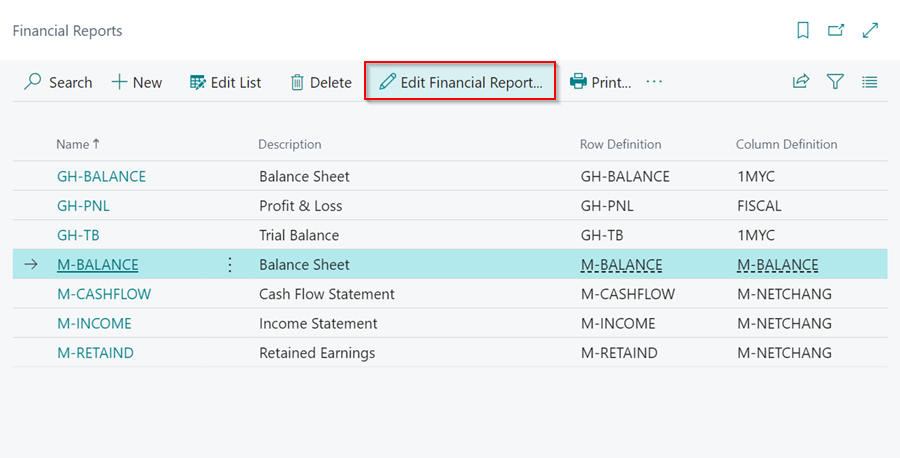 Financial Reports
Search New Edit List Delete Edit Financial Report... Print... ...
Name ↑ Description Row Definition Column Definition
GH-BALANCE Balance Sheet GH-BALANCE 1MYC
GH-PNL Profit & Loss GH-PNL FISCAL
GH-TB Trial Balance GH-TB 1MYC
→ M-BALANCE Balance Sheet M-BALANCE M-BALANCE
M-CASHFLOW Cash Flow Statement M-CASHFLOW M-NETCHANG
M-INCOME Income Statement M-INCOME M-NETCHANG
M-RETAIND Retained Earnings M-RETAIND M-NETCHANG